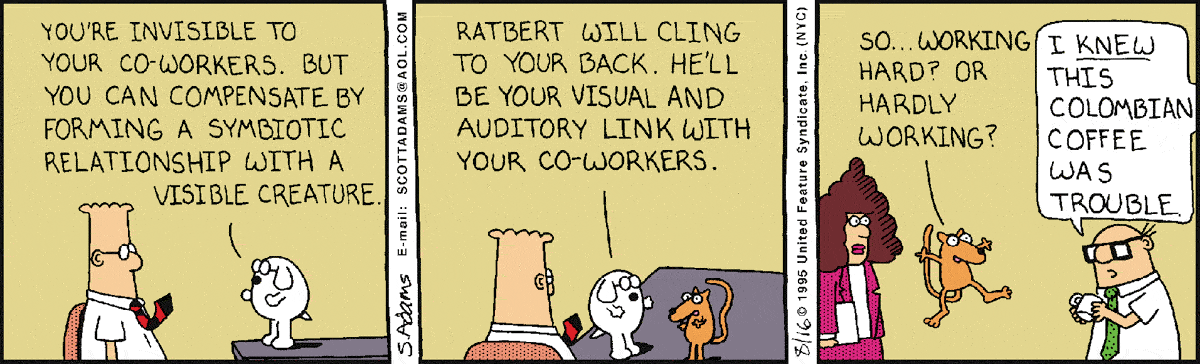 YOU'RE INVISIBLE TO
YOUR CO-WORKERS. BUT
YOU CAN COMPENSATE BY
FORMING A SYMBIOTIC
RELATIONSHIP WITH A
VISIBLE CREATURE.
S.Adams E-mail: SCOTTADAMS@AOL.COM
RATBERT WILL CLING
TO YOUR BACK. HE'LL
BE YOUR VISUAL AND
AUDITORY LINK WITH
YOUR CO-WORKERS.
8/16 © 1995 United Feature Syndicate, Inc. (NYC)
SO...WORKING
HARD? OR
HARDLY
WORKING?
I KNEW
THIS
COLOMBIAN
COFFEE
WAS
TROUBLE.